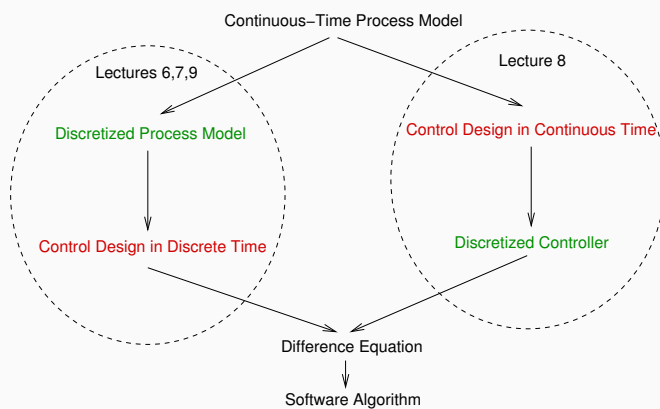 Continuous−Time Process Model
Lectures 6,7,9
Lecture 8
Discretized Process Model
Control Design in Continuous Time
Control Design in Discrete Time
Discretized Controller
Difference Equation
Software Algorithm